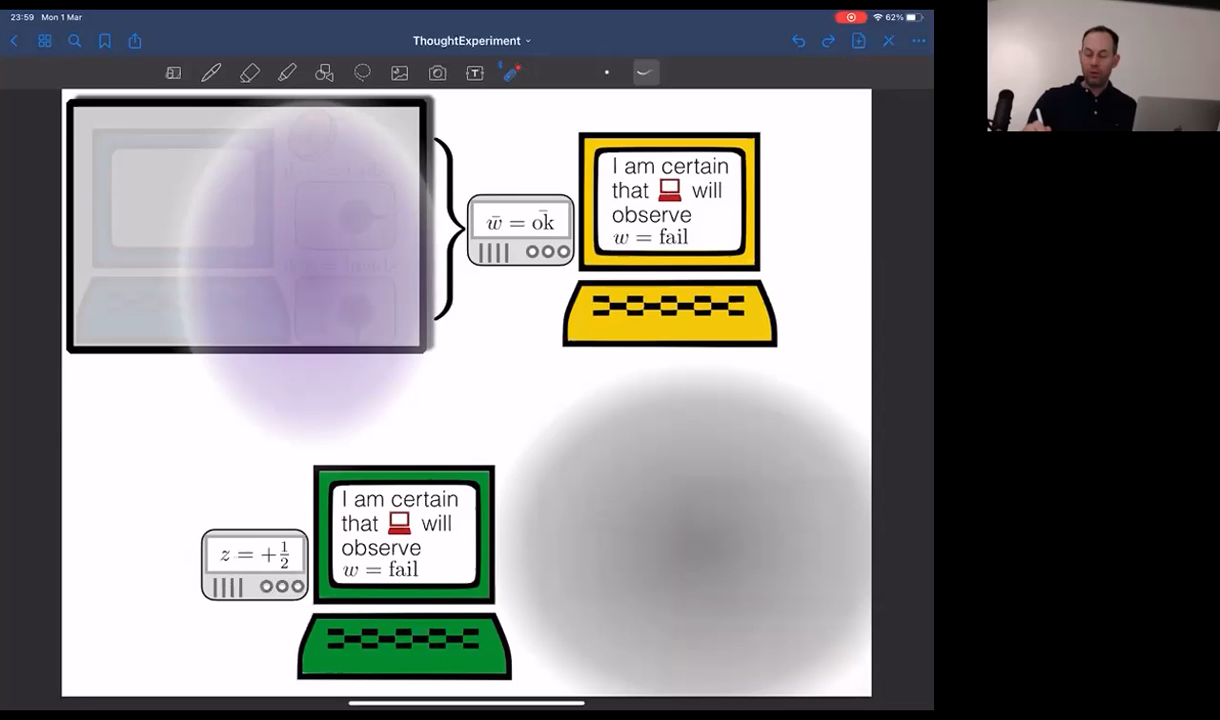 23:59 Mon 1 Mar
62%
ThoughtExperiment
T
I am certain
that will
observe
w = fail
w̄ = ok̄
I am certain
that will
observe
w = fail
z = +1/2